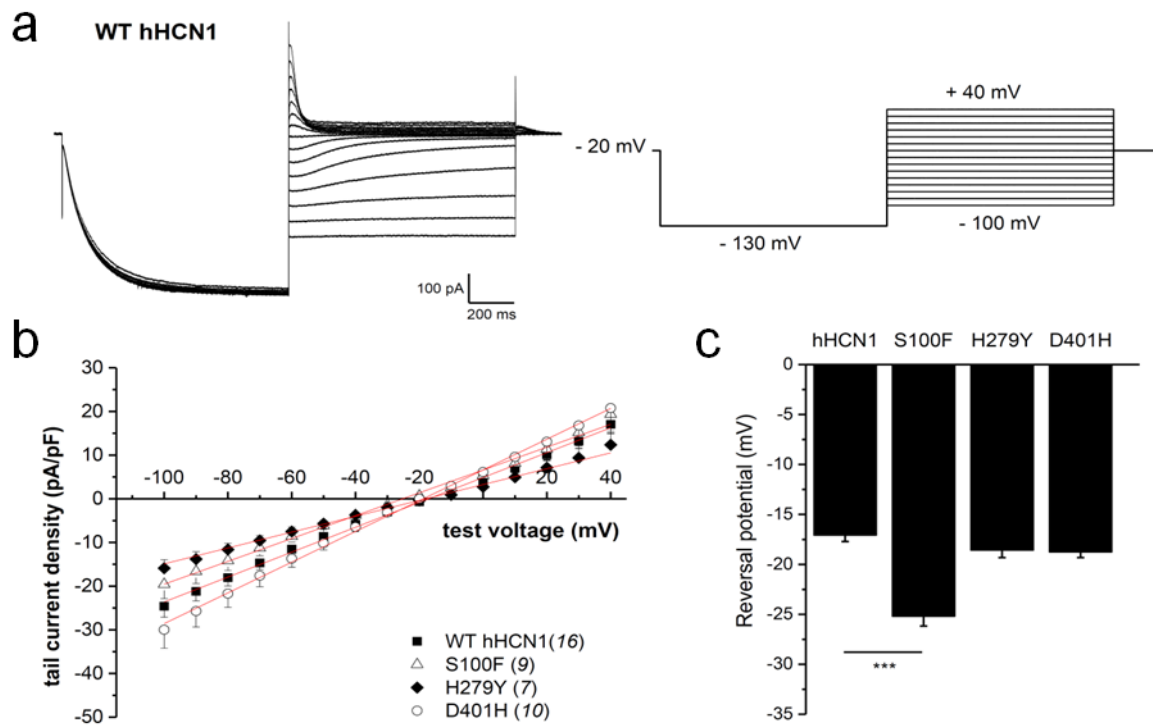 a
WT hHCN1
100 pA
200 ms
- 20 mV
+ 40 mV
- 100 mV
- 130 mV
b
tail current density (pA/pF)
30
20
10
0
-10
-20
-30
-40
-50
-100 -80 -60 -40 -20 0 20 40
test voltage (mV)
WT hHCN1(16)
S100F (9)
H279Y (7)
D401H (10)
c
hHCN1 S100F H279Y D401H
Reversal potential (mV)
0
-5
-10
-15
-20
-25
-30
-35
***